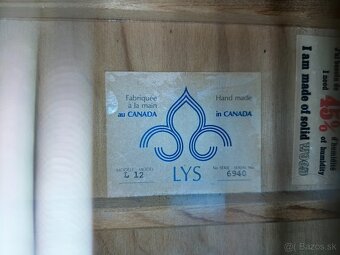 Fabriquée
à la main
au CANADA
Hand made
in CANADA
LYS
MODÈLE MODEL
L 12
No SÉRIE SERIAL No.
6940
I need
45%
of humidity
I am made of solid
Bazos.sk